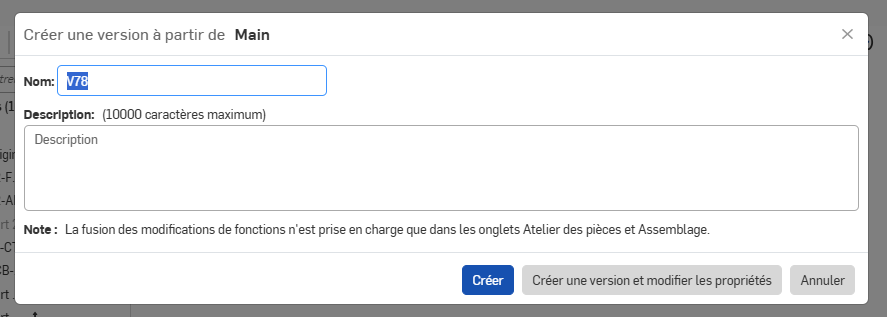 Créer une version à partir de Main
Nom: V78
Description: (10000 caractères maximum)
Description
Note : La fusion des modifications de fonctions n'est prise en charge que dans les onglets Atelier des pièces et Assemblage.
Créer
Créer une version et modifier les propriétés
Annuler